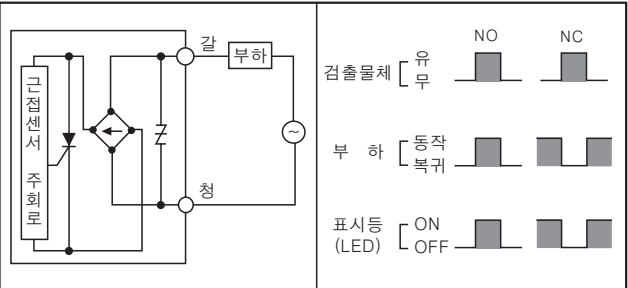 갈
부하
근접센서 주회로
~
청
NO NC
검출물체 유
무
부 하 동작
복귀
표시등 ON
(LED) OFF